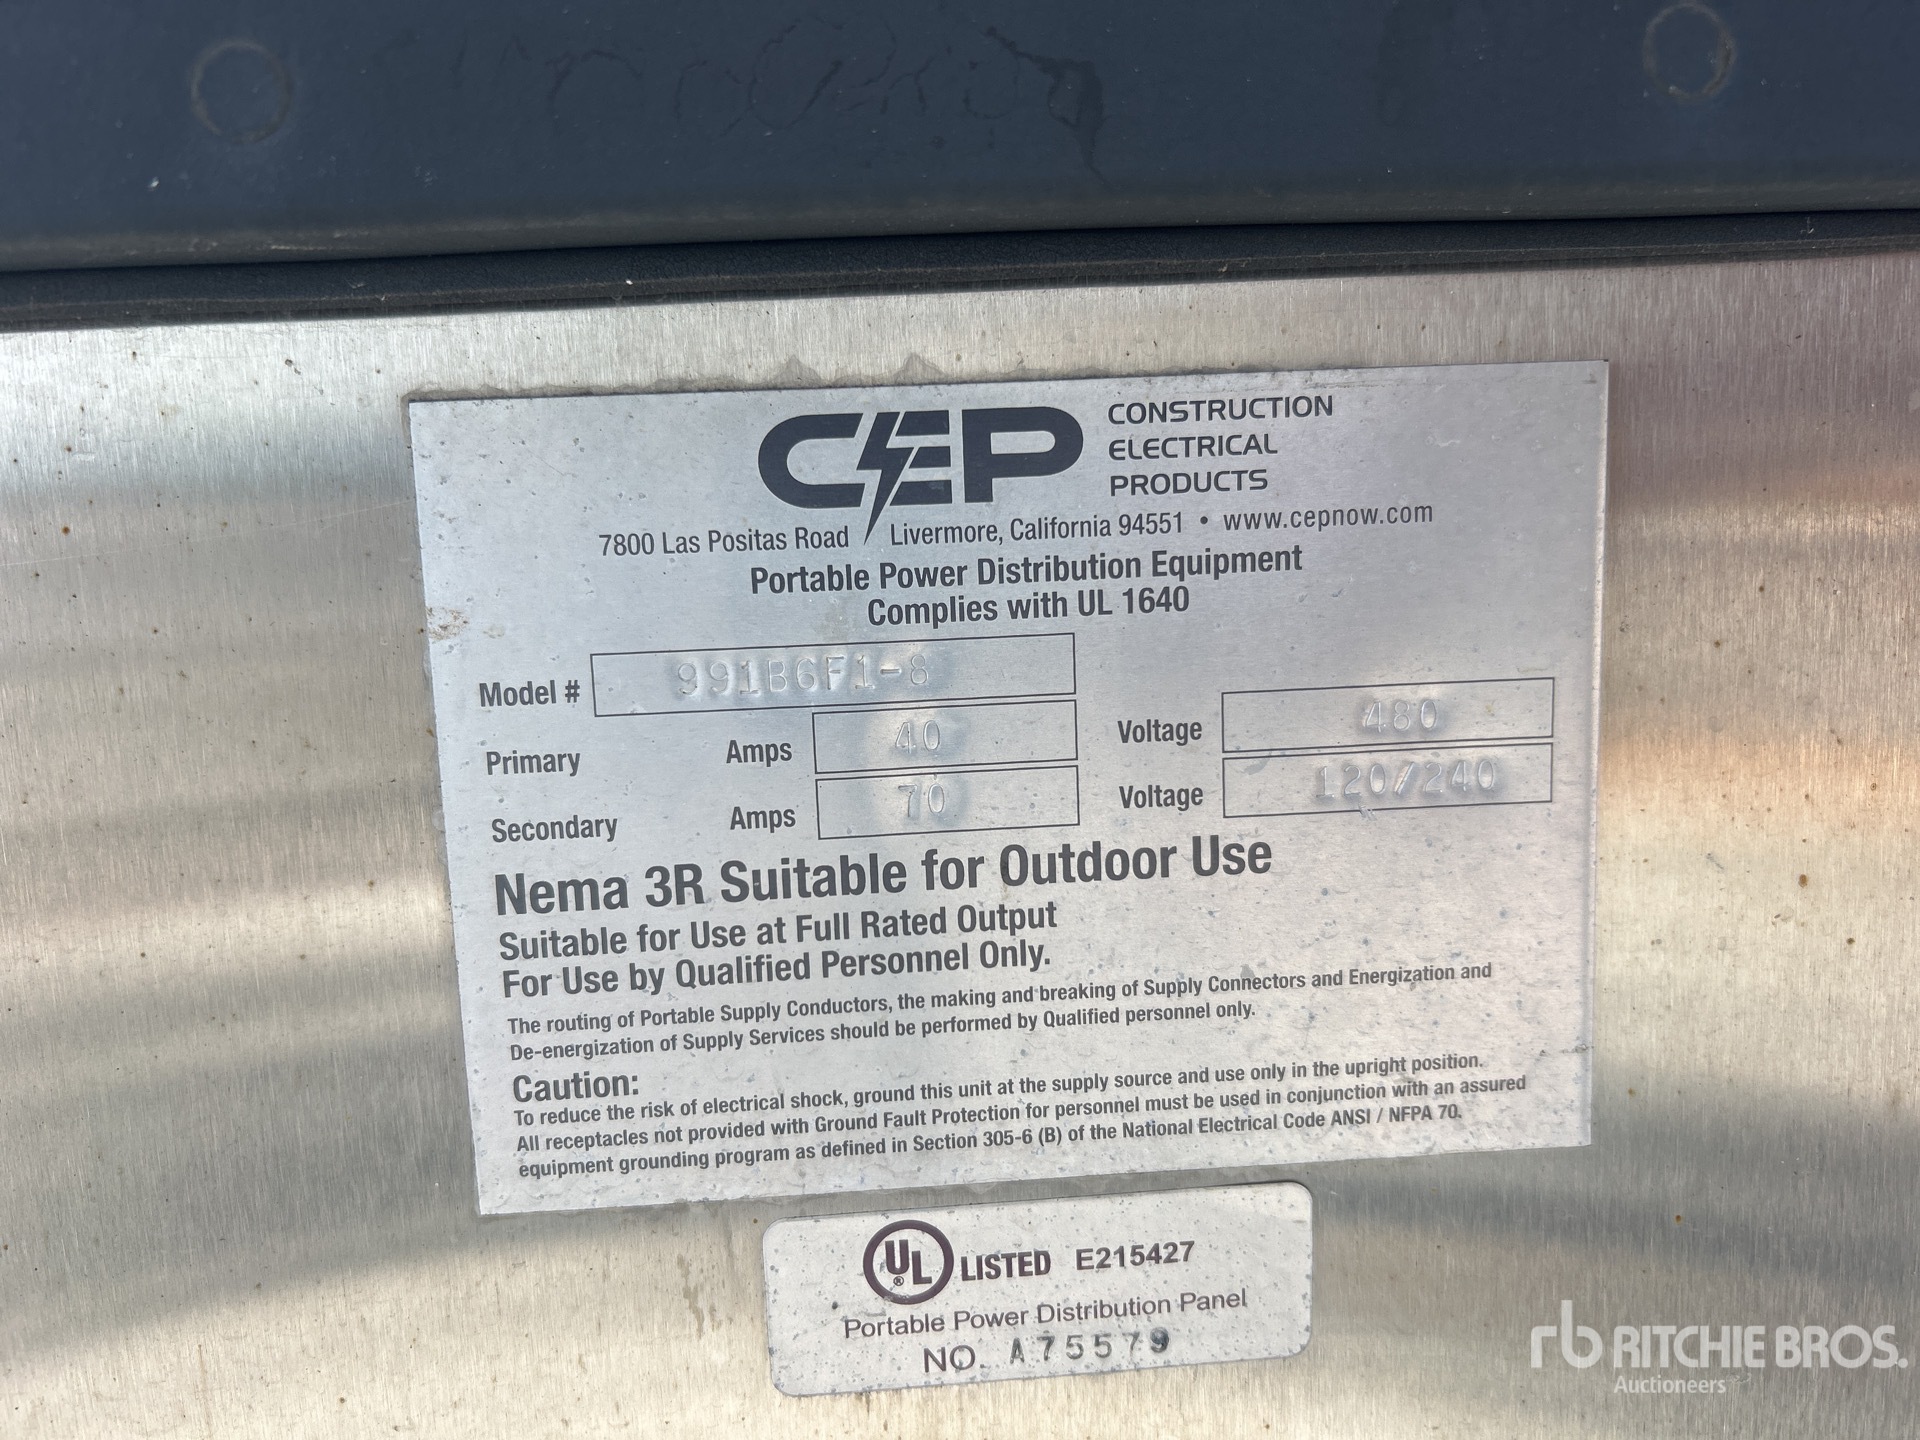 CEP
CONSTRUCTION
ELECTRICAL
PRODUCTS
7800 Las Positas Road Livermore, California 94551 • www.cepnow.com
Portable Power Distribution Equipment
Complies with UL 1640
Model # 991B6F1-8
Primary Amps 40 Voltage 480
Secondary Amps 70 Voltage 120/240
Nema 3R Suitable for Outdoor Use
Suitable for Use at Full Rated Output
For Use by Qualified Personnel Only.
The routing of Portable Supply Conductors, the making and breaking of Supply Connectors and Energization and
De-energization of Supply Services should be performed by Qualified personnel only.
Caution:
To reduce the risk of electrical shock, ground this unit at the supply source and use only in the upright position.
All receptacles not provided with Ground Fault Protection for personnel must be used in conjunction with an assured
equipment grounding program as defined in Section 305-6 (B) of the National Electrical Code ANSI / NFPA 70.
UL® LISTED E215427
Portable Power Distribution Panel
NO. A75579
rb RITCHIE BROS.
Auctioneers